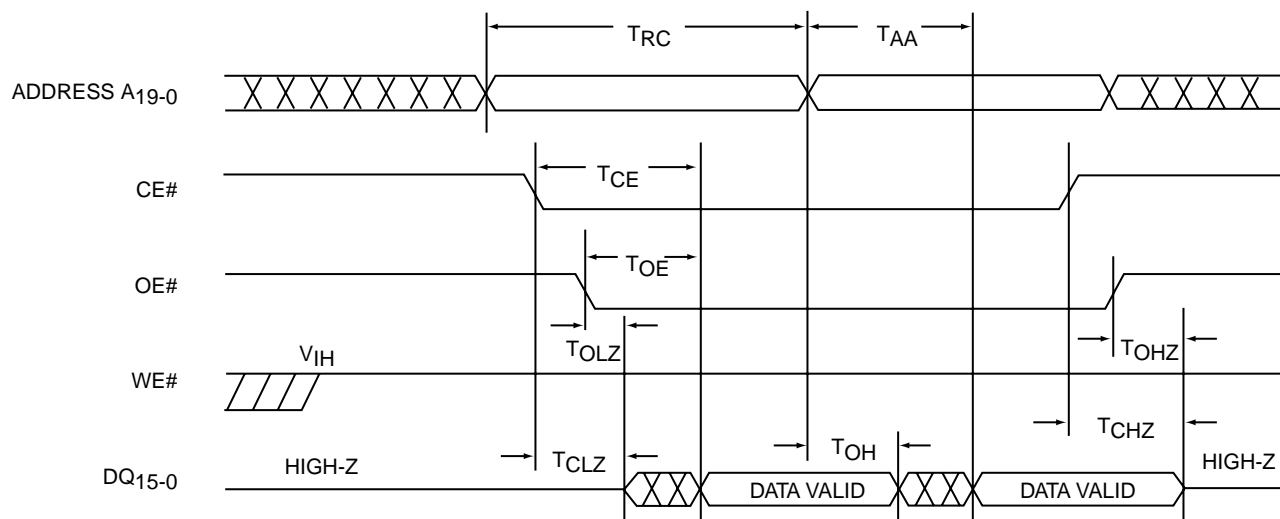 TRC
TAA
ADDRESS A19-0
CE#
TCE
OE#
TOE
TOLZ
TOHZ
VIH
WE#
TCLZ
TOH
TCHZ
DQ15-0
HIGH-Z
DATA VALID
DATA VALID
HIGH-Z